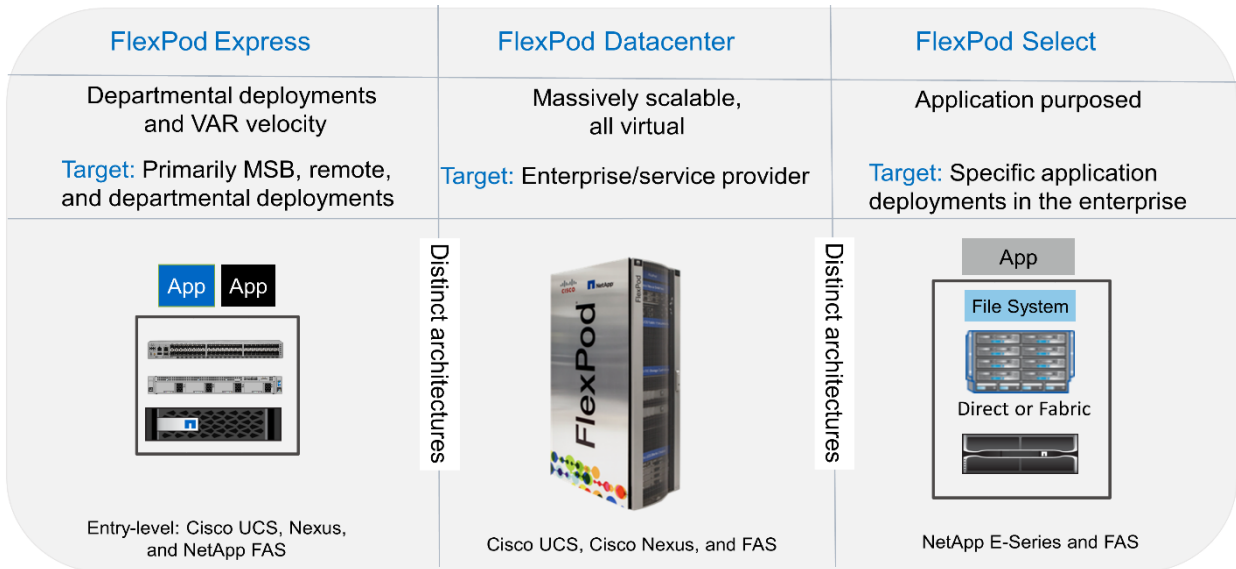 FlexPod Express
FlexPod Datacenter
FlexPod Select
Departmental deployments
and VAR velocity
Massively scalable,
all virtual
Application purposed
Target: Primarily MSB, remote,
and departmental deployments
Target: Enterprise/service provider
Target: Specific application
deployments in the enterprise
App
App
Distinct architectures
CISCO
NetApp
FlexPod
FlexPod
Distinct architectures
App
File System
Direct or Fabric
Entry-level: Cisco UCS, Nexus,
and NetApp FAS
Cisco UCS, Cisco Nexus, and FAS
NetApp E-Series and FAS